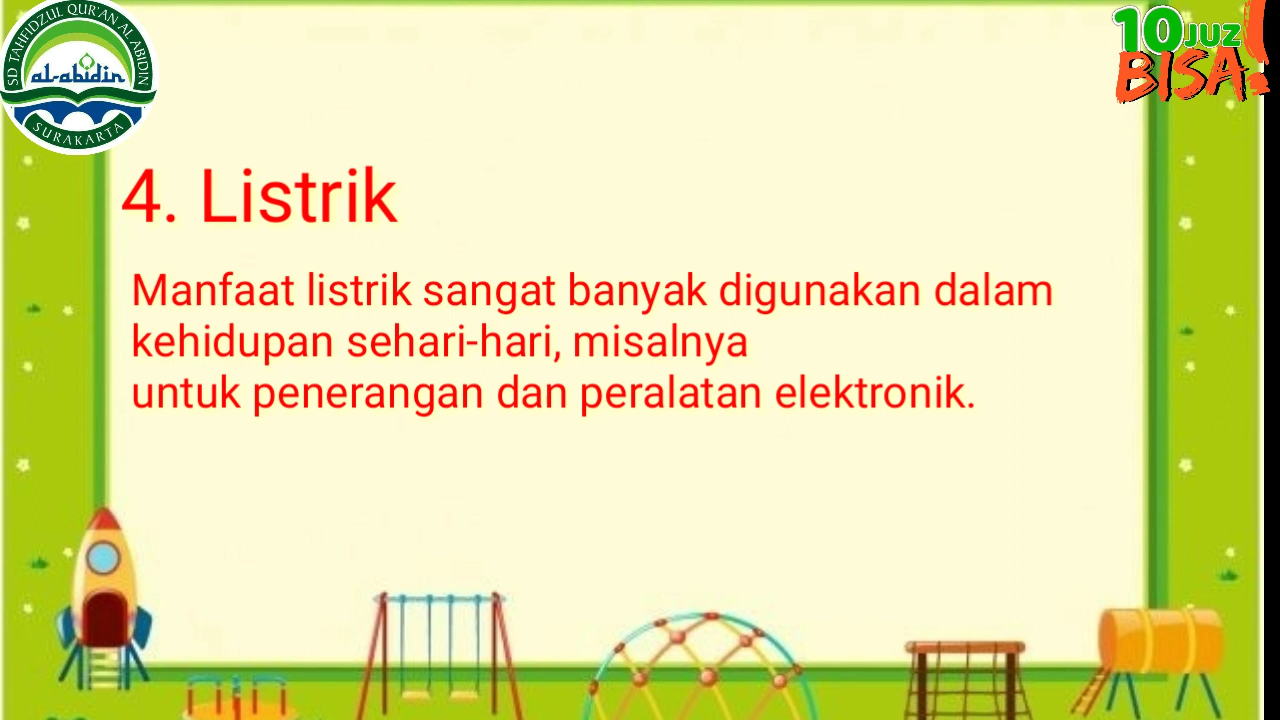 SD TAHFIDZUL QUR'AN AL ABIDIN
al-abidin
SURAKARTA
10 JUZ
BISA!
4. Listrik
Manfaat listrik sangat banyak digunakan dalam
kehidupan sehari-hari, misalnya
untuk penerangan dan peralatan elektronik.